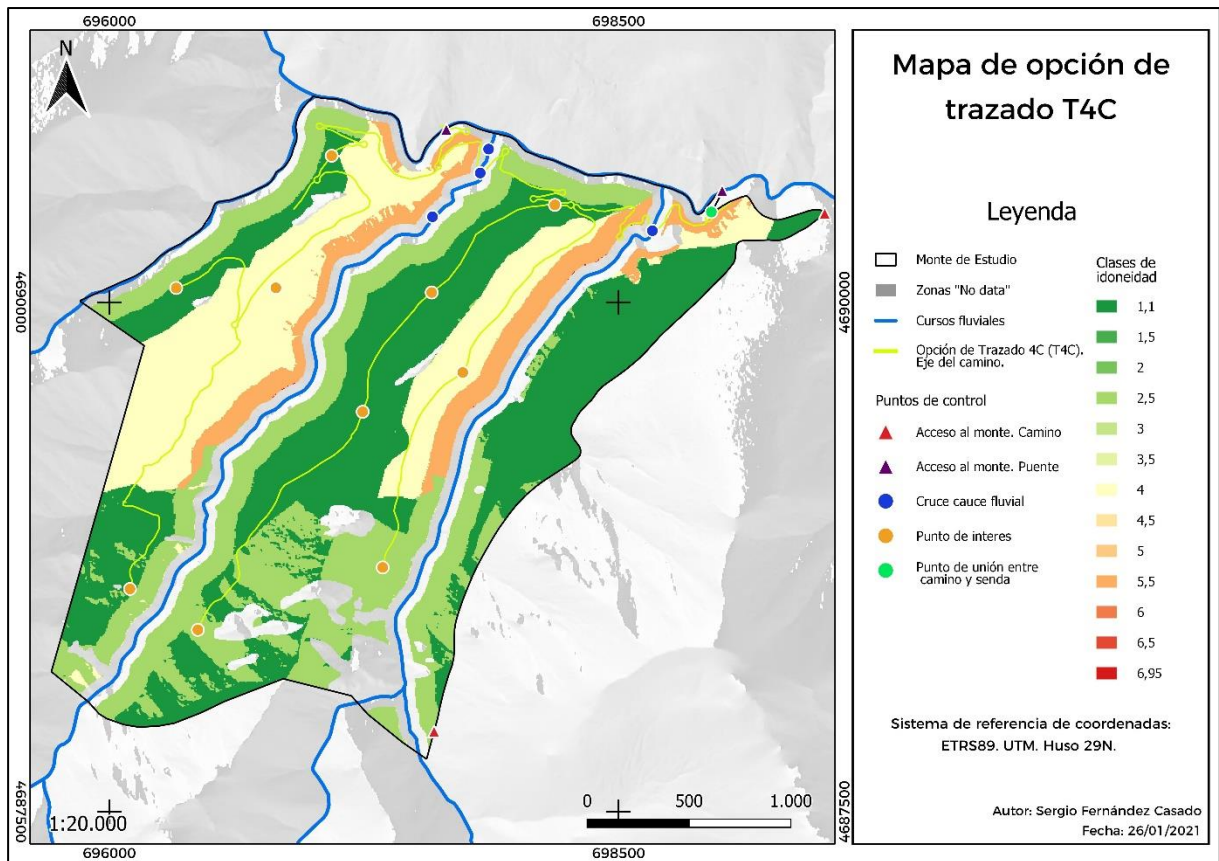 696000
698500
N
4690000
4690000
4687500
4687500
1:20.000
0
500
1.000
696000
698500
Mapa de opción de
trazado T4C
Leyenda
Monte de Estudio
Zonas "No data"
Cursos fluviales
Opción de Trazado 4C (T4C).
Eje del camino.
Puntos de control
Acceso al monte. Camino
Acceso al monte. Puente
Cruce cauce fluvial
Punto de interes
Punto de unión entre
camino y senda
Clases de
idoneidad
1,1
1,5
2
2,5
3
3,5
4
4,5
5
5,5
6
6,5
6,95
Sistema de referencia de coordenadas:
ETRS89. UTM. Huso 29N.
Autor: Sergio Fernández Casado
Fecha: 26/01/2021